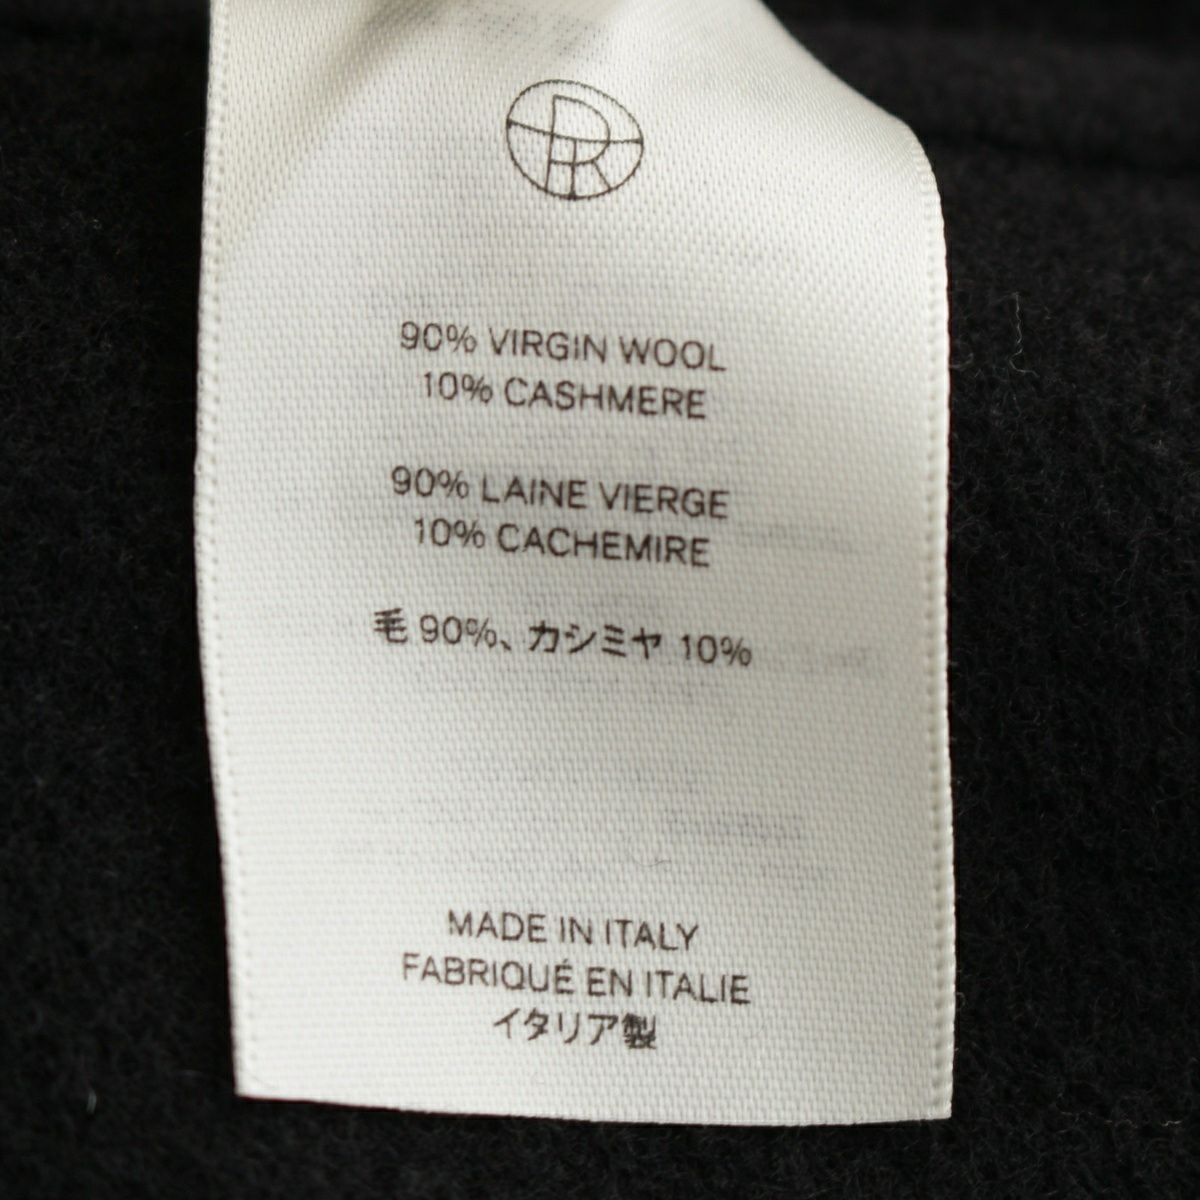 90% VIRGIN WOOL
10% CASHMERE
90% LAINE VIERGE
10% CACHEMIRE
毛 90%、カシミヤ 10%
MADE IN ITALY
FABRIQUÉ EN ITALIE
イタリア製